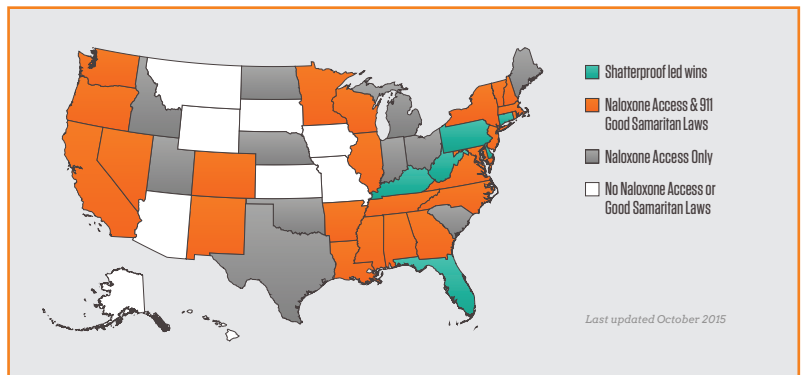 Shatterproof led wins
Naloxone Access & 911
Good Samaritan Laws
Naloxone Access Only
No Naloxone Access or
Good Samaritan Laws
Last updated October 2015